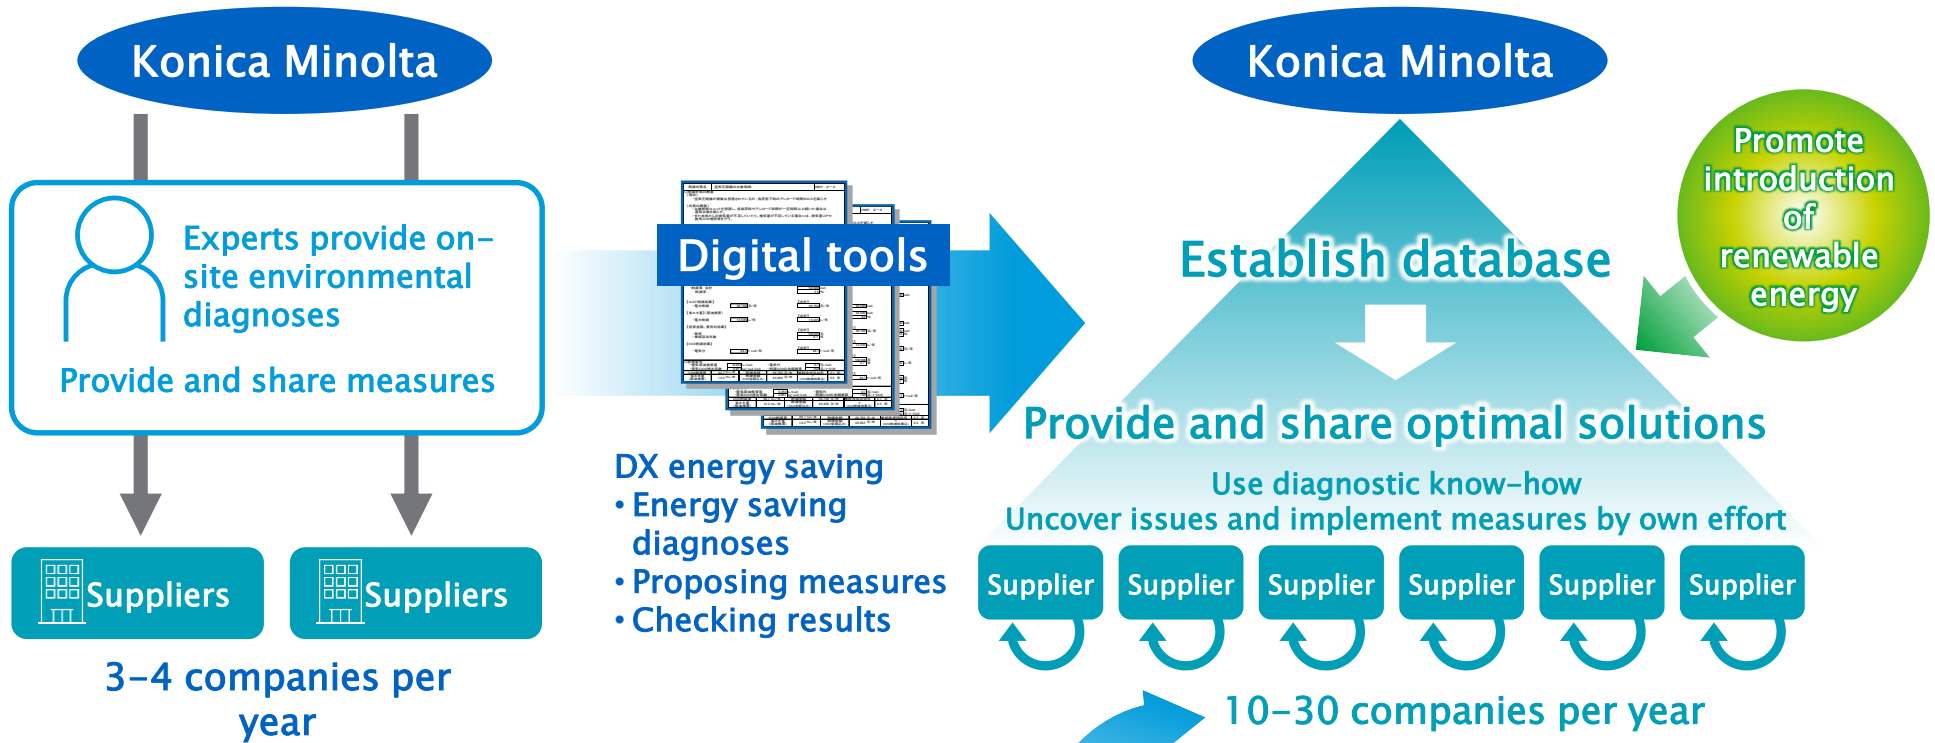 Konica Minolta
Experts provide on-
site environmental
diagnoses
Provide and share measures
Suppliers
Suppliers
3-4 companies per
year
Digital tools
DX energy saving
• Energy saving
diagnoses
• Proposing measures
• Checking results
Konica Minolta
Promote
introduction
of
renewable
energy
Establish database
Provide and share optimal solutions
Use diagnostic know-how
Uncover issues and implement measures by own effort
Supplier
Supplier
Supplier
Supplier
Supplier
Supplier
10-30 companies per year